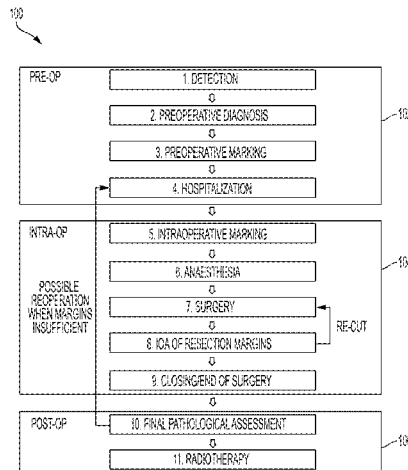 100
PRE-OP
1. DETECTION
2. PREOPERATIVE DIAGNOSIS
3. PREOPERATIVE MARKING
4. HOSPITALIZATION
INTRA-OP
5. INTRAOPERATIVE MARKING
6. ANAESTHESIA
POSSIBLE
REOPERATION
WHEN MARGINS
INSUFFICIENT
7. SURGERY
RE-CUT
8. IOA OF RESECTION MARGINS
9. CLOSING/END OF SURGERY
POST-OP
10. FINAL PATHOLOGICAL ASSESSMENT
11. RADIOTHERAPY